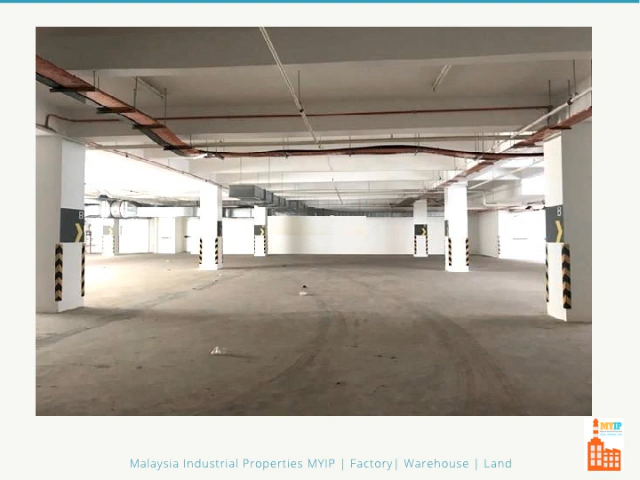 B
B
MYIP
Malaysia Industrial Properties MYIP | Factory| Warehouse | Land